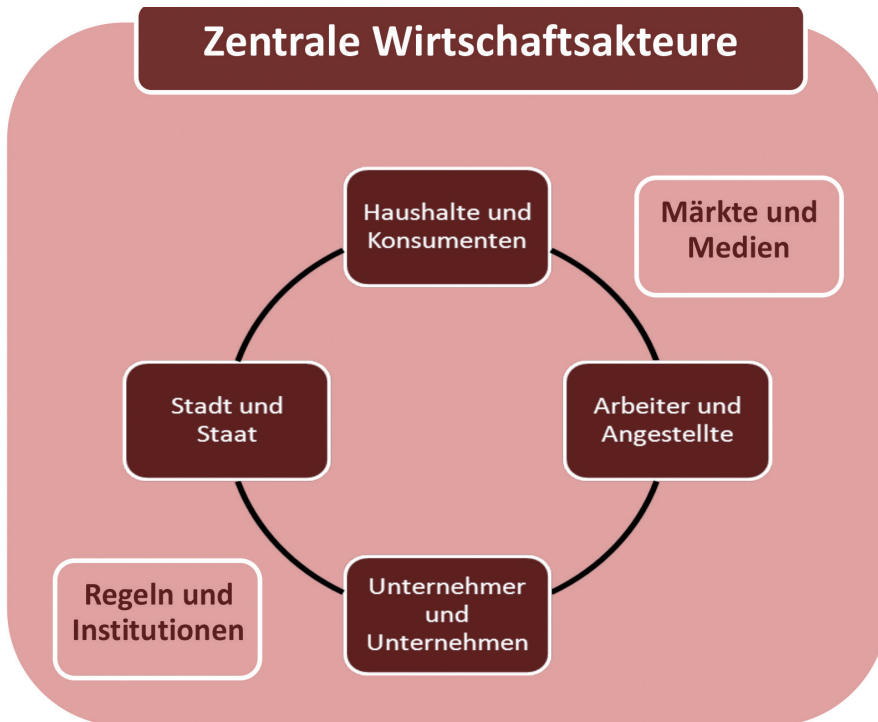 Zentrale Wirtschaftsakteure
Haushalte und
Konsumenten
Märkte und
Medien
Stadt und
Staat
Arbeiter und
Angestellte
Unternehmer
und
Unternehmen
Regeln und
Institutionen